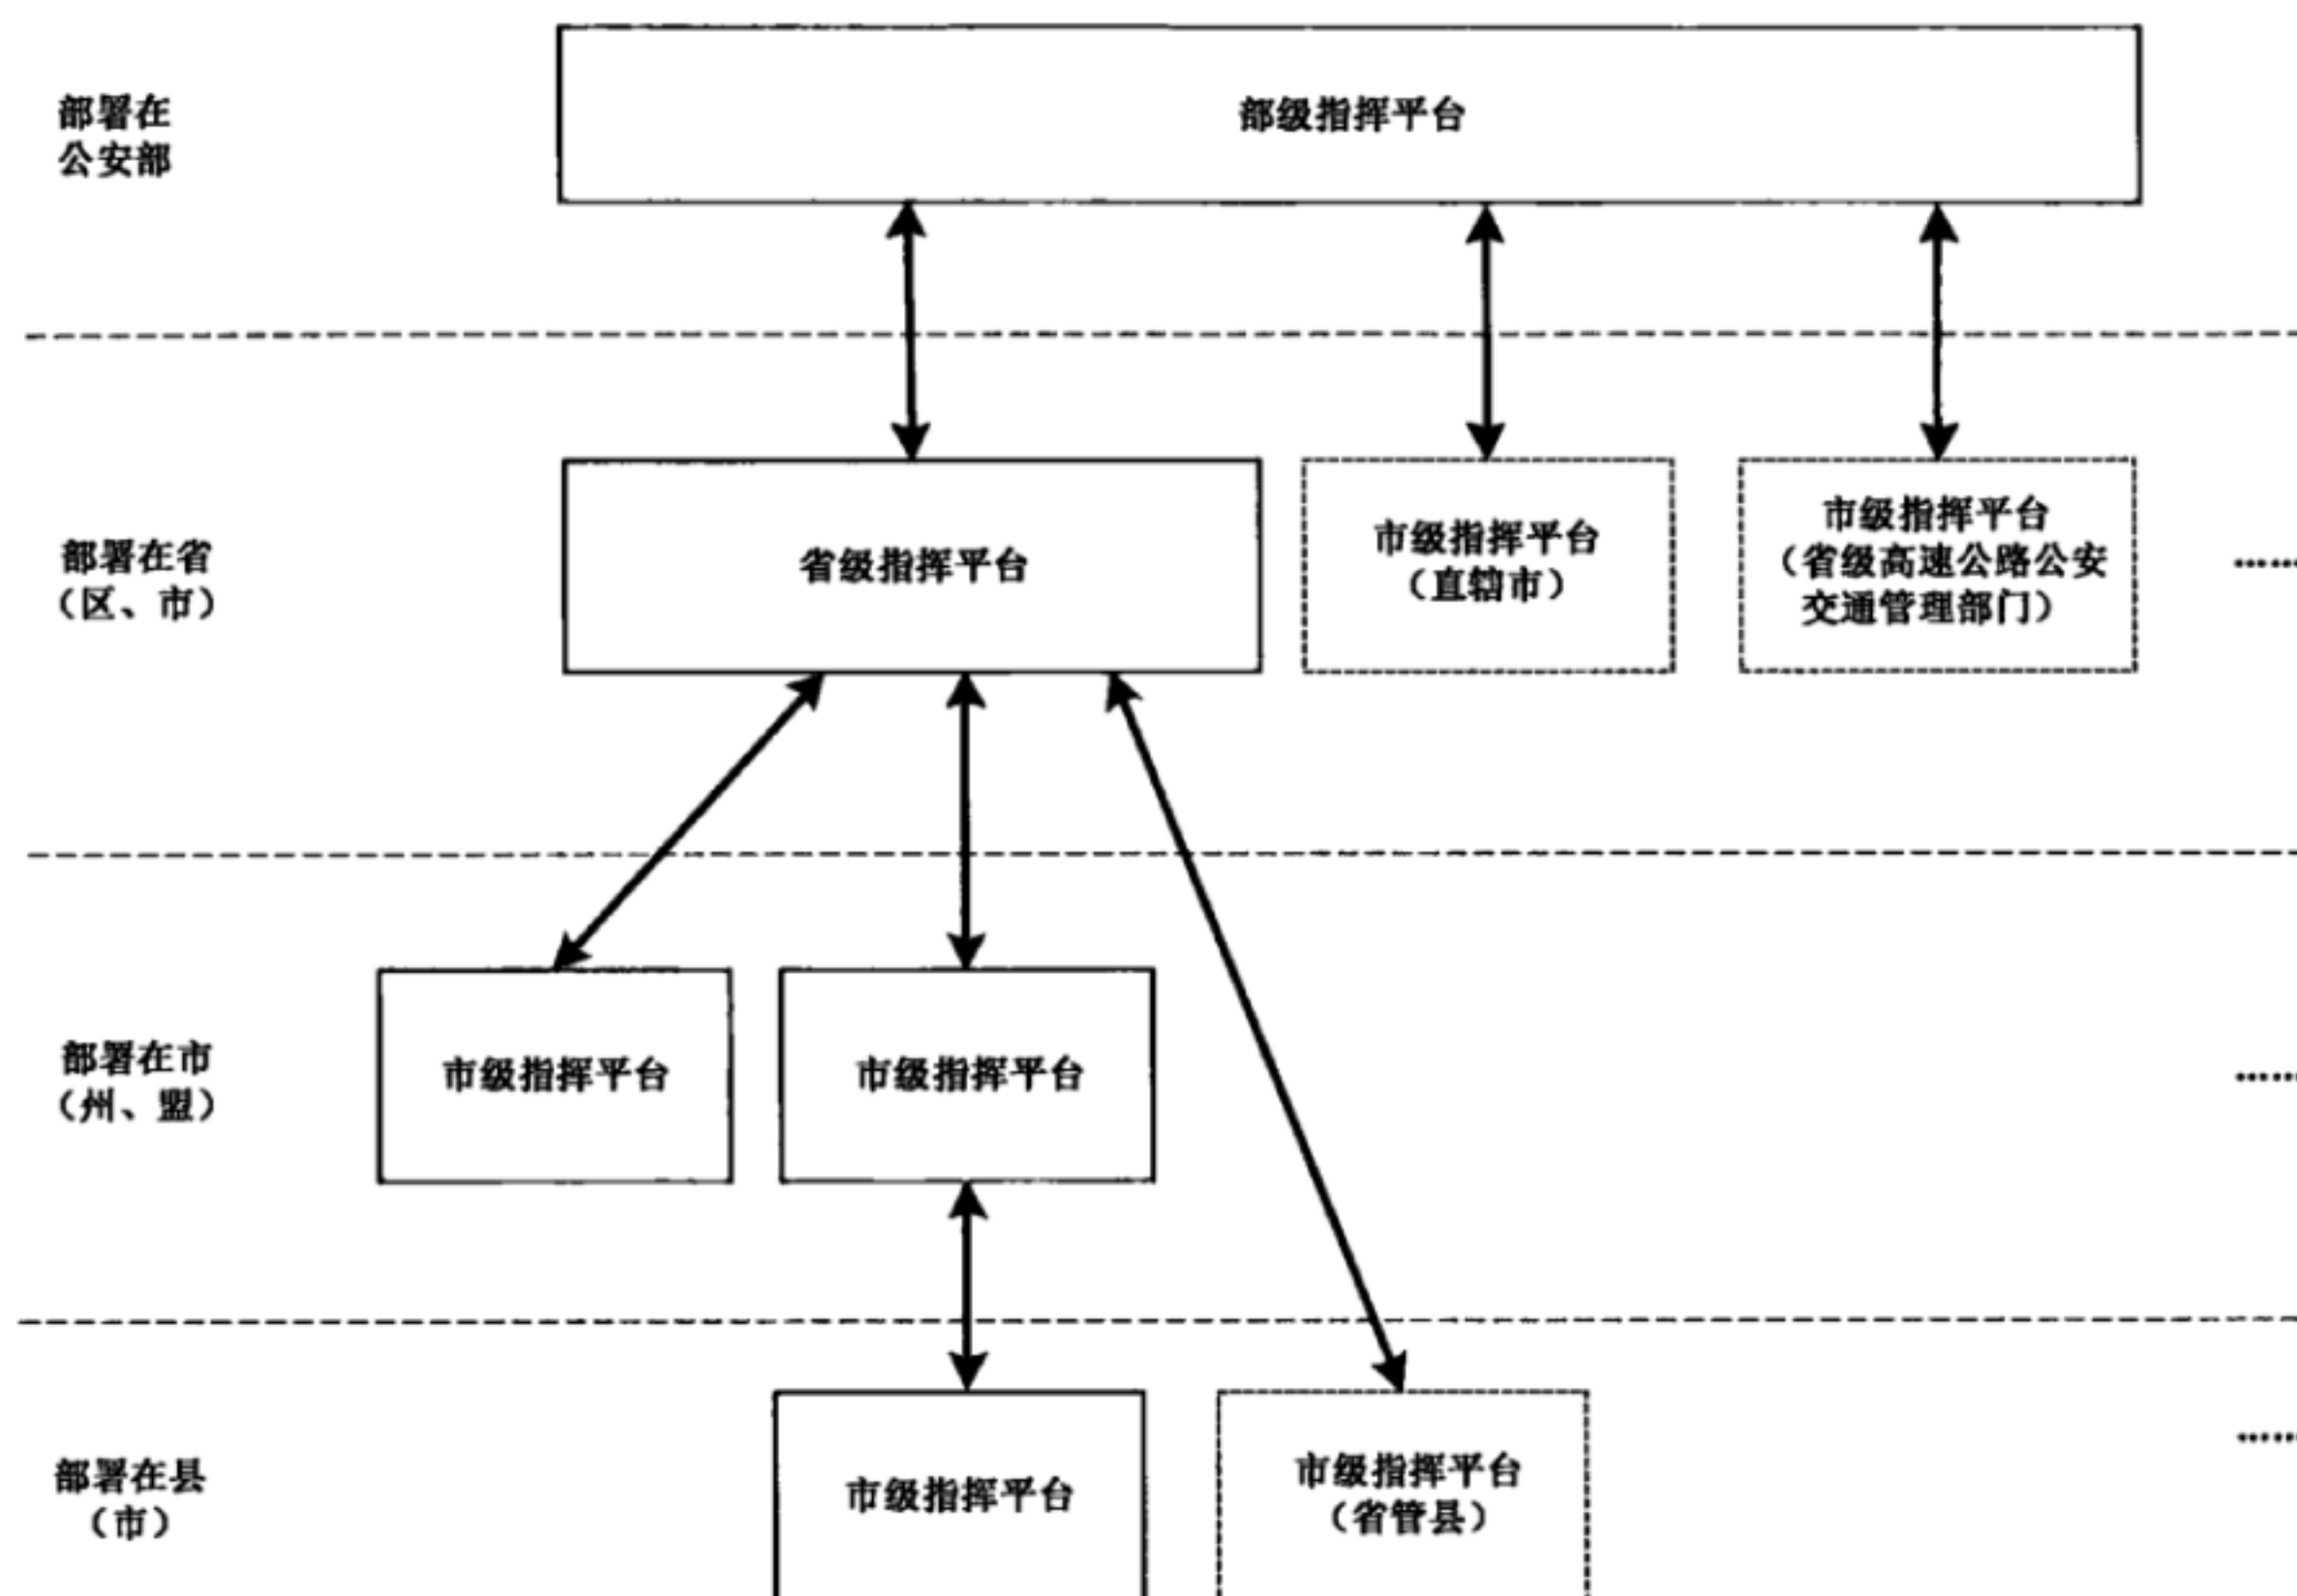 部署在
公安部
部级指挥平台
部署在省
（区、市）
省级指挥平台
市级指挥平台
（直辖市）
市级指挥平台
（省级高速公路公安
交通管理部门）
……
部署在市
（州、盟）
市级指挥平台
市级指挥平台
……
部署在县
（市）
市级指挥平台
市级指挥平台
（省管县）
……